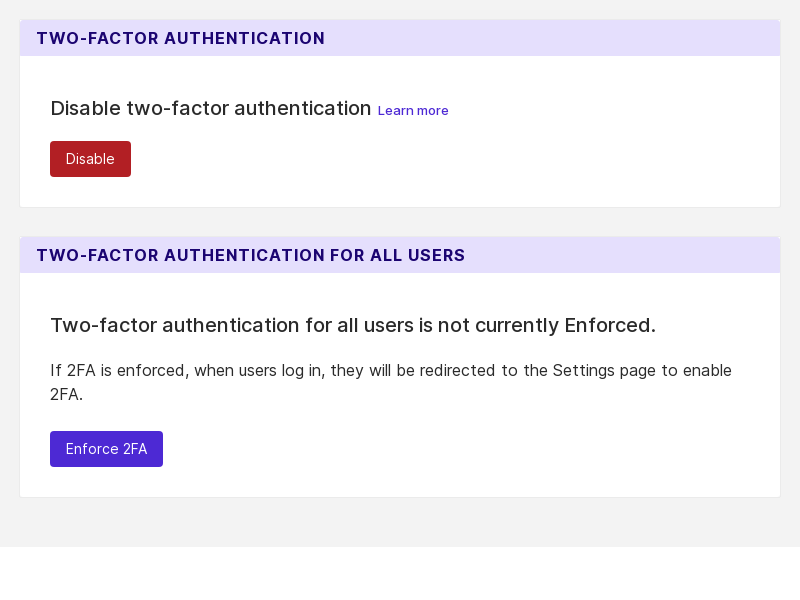 TWO-FACTOR AUTHENTICATION
Disable two-factor authentication Learn more
Disable
TWO-FACTOR AUTHENTICATION FOR ALL USERS
Two-factor authentication for all users is not currently Enforced.
If 2FA is enforced, when users log in, they will be redirected to the Settings page to enable
2FA.
Enforce 2FA